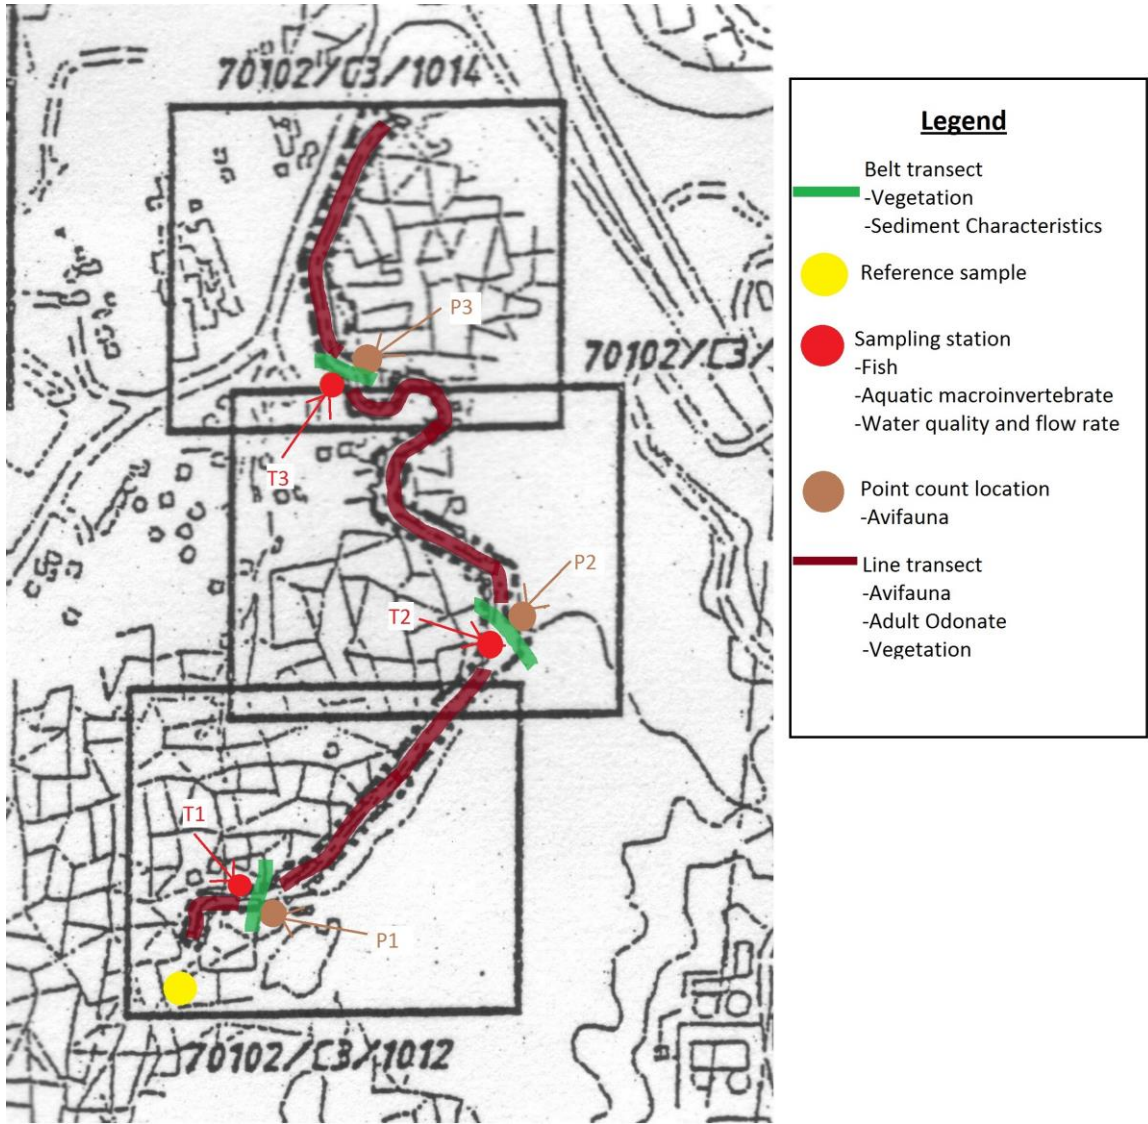 70102/C3/1014
P3
70102/C3/
T3
P2
T2
T1
P1
70102/C3/1012
Legend
Belt transect
-Vegetation
-Sediment Characteristics
Reference sample
Sampling station
-Fish
-Aquatic macroinvertebrate
-Water quality and flow rate
Point count location
-Avifauna
Line transect
-Avifauna
-Adult Odonate
-Vegetation